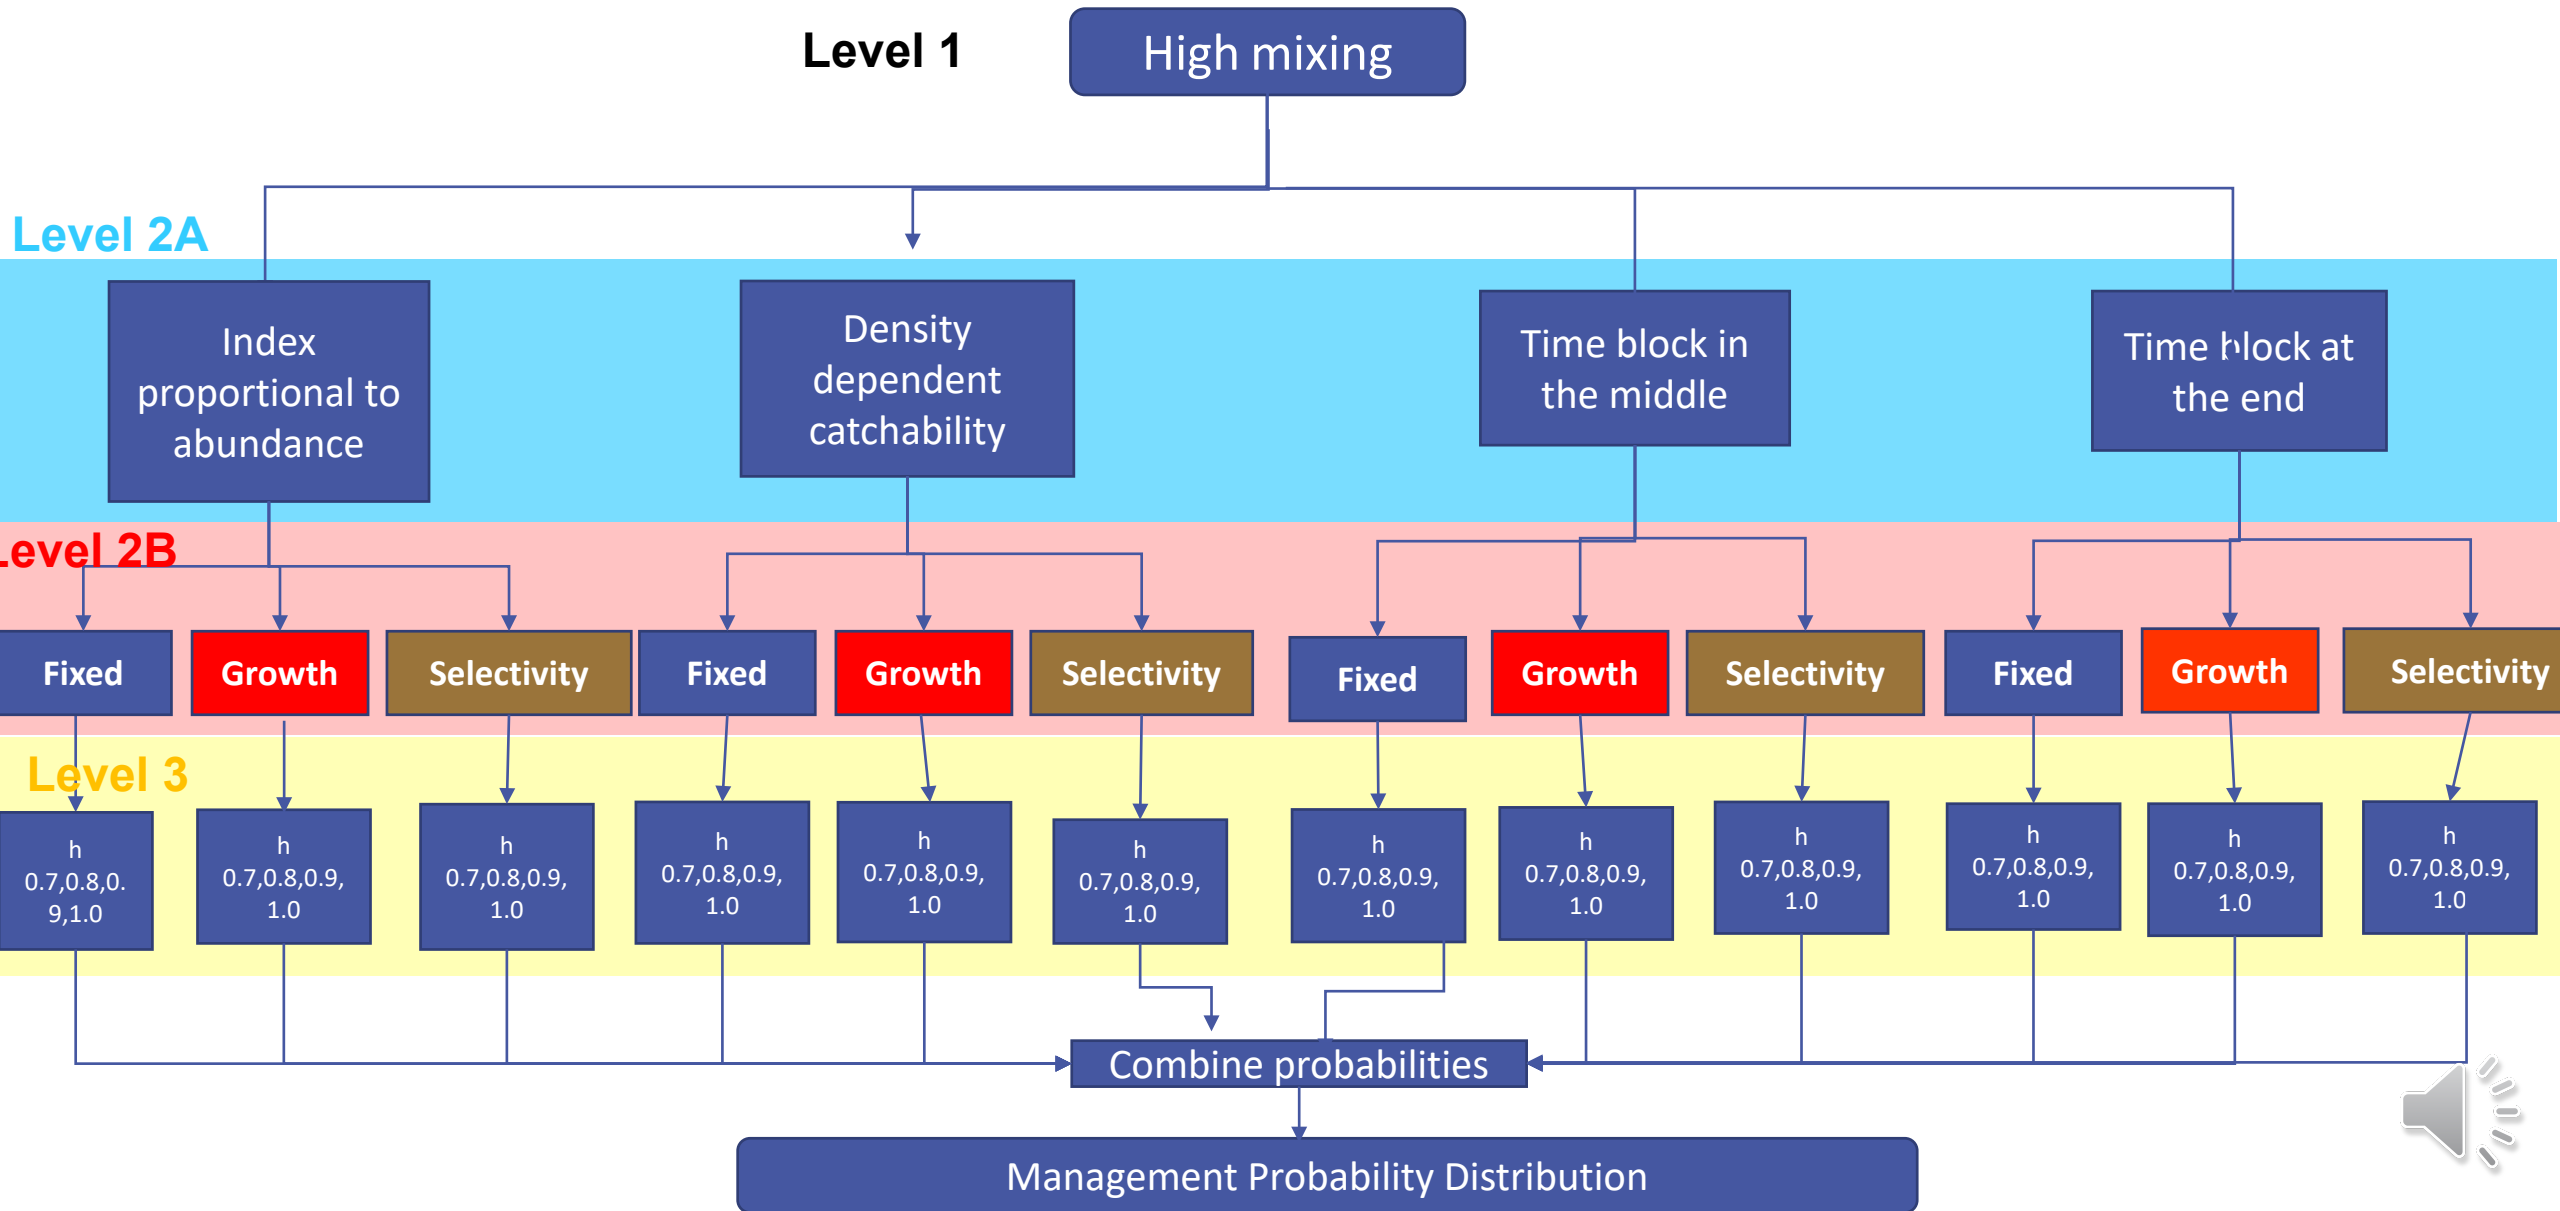 Level 1
High mixing
Level 2A
Index
proportional to
abundance
Density
dependent
catchability
Time block in
the middle
Time block at
the end
Level 2B
Fixed
Growth
Selectivity
Fixed
Growth
Selectivity
Fixed
Growth
Selectivity
Fixed
Growth
Selectivity
Level 3
h
0.7,0.8,0.
9,1.0
h
0.7,0.8,0.9,
1.0
h
0.7,0.8,0.9,
1.0
h
0.7,0.8,0.9,
1.0
h
0.7,0.8,0.9,
1.0
h
0.7,0.8,0.9,
1.0
h
0.7,0.8,0.9,
1.0
h
0.7,0.8,0.9,
1.0
h
0.7,0.8,0.9,
1.0
h
0.7,0.8,0.9,
1.0
h
0.7,0.8,0.9,
1.0
h
0.7,0.8,0.9,
1.0
Combine probabilities
Management Probability Distribution